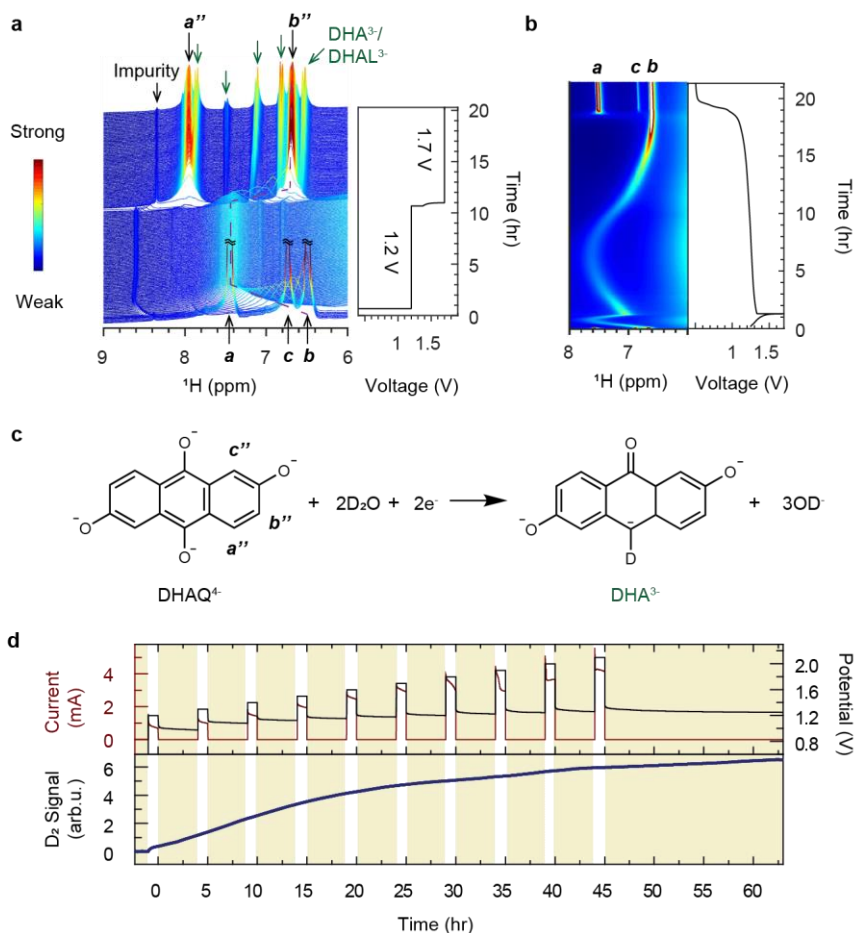 a
a’’
b’’
DHA³⁻/
DHAL³⁻
Impurity
Strong
Weak
a
c
b
9
8
7
6
¹H (ppm)
1.7 V
1.2 V
20
15
10
5
0
Time (hr)
1
1.5
Voltage (V)
b
a
c
b
8
7
¹H (ppm)
20
15
10
5
0
Time (hr)
1
1.5
Voltage (V)
c
O⁻
c’’
O⁻
⁻O
b’’
O⁻
a’’
DHAQ⁴⁻
+ 2D₂O + 2e⁻
O
O⁻
⁻O
⁻
D
DHA³⁻
+ 3OD⁻
d
Current
(mA)
4
2
0
2.0
1.6
1.2
0.8
Potential
(V)
D₂ Signal
(arb.u.)
6
4
2
0
0 5 10 15 20 25 30 35 40 45 50 55 60
Time (hr)